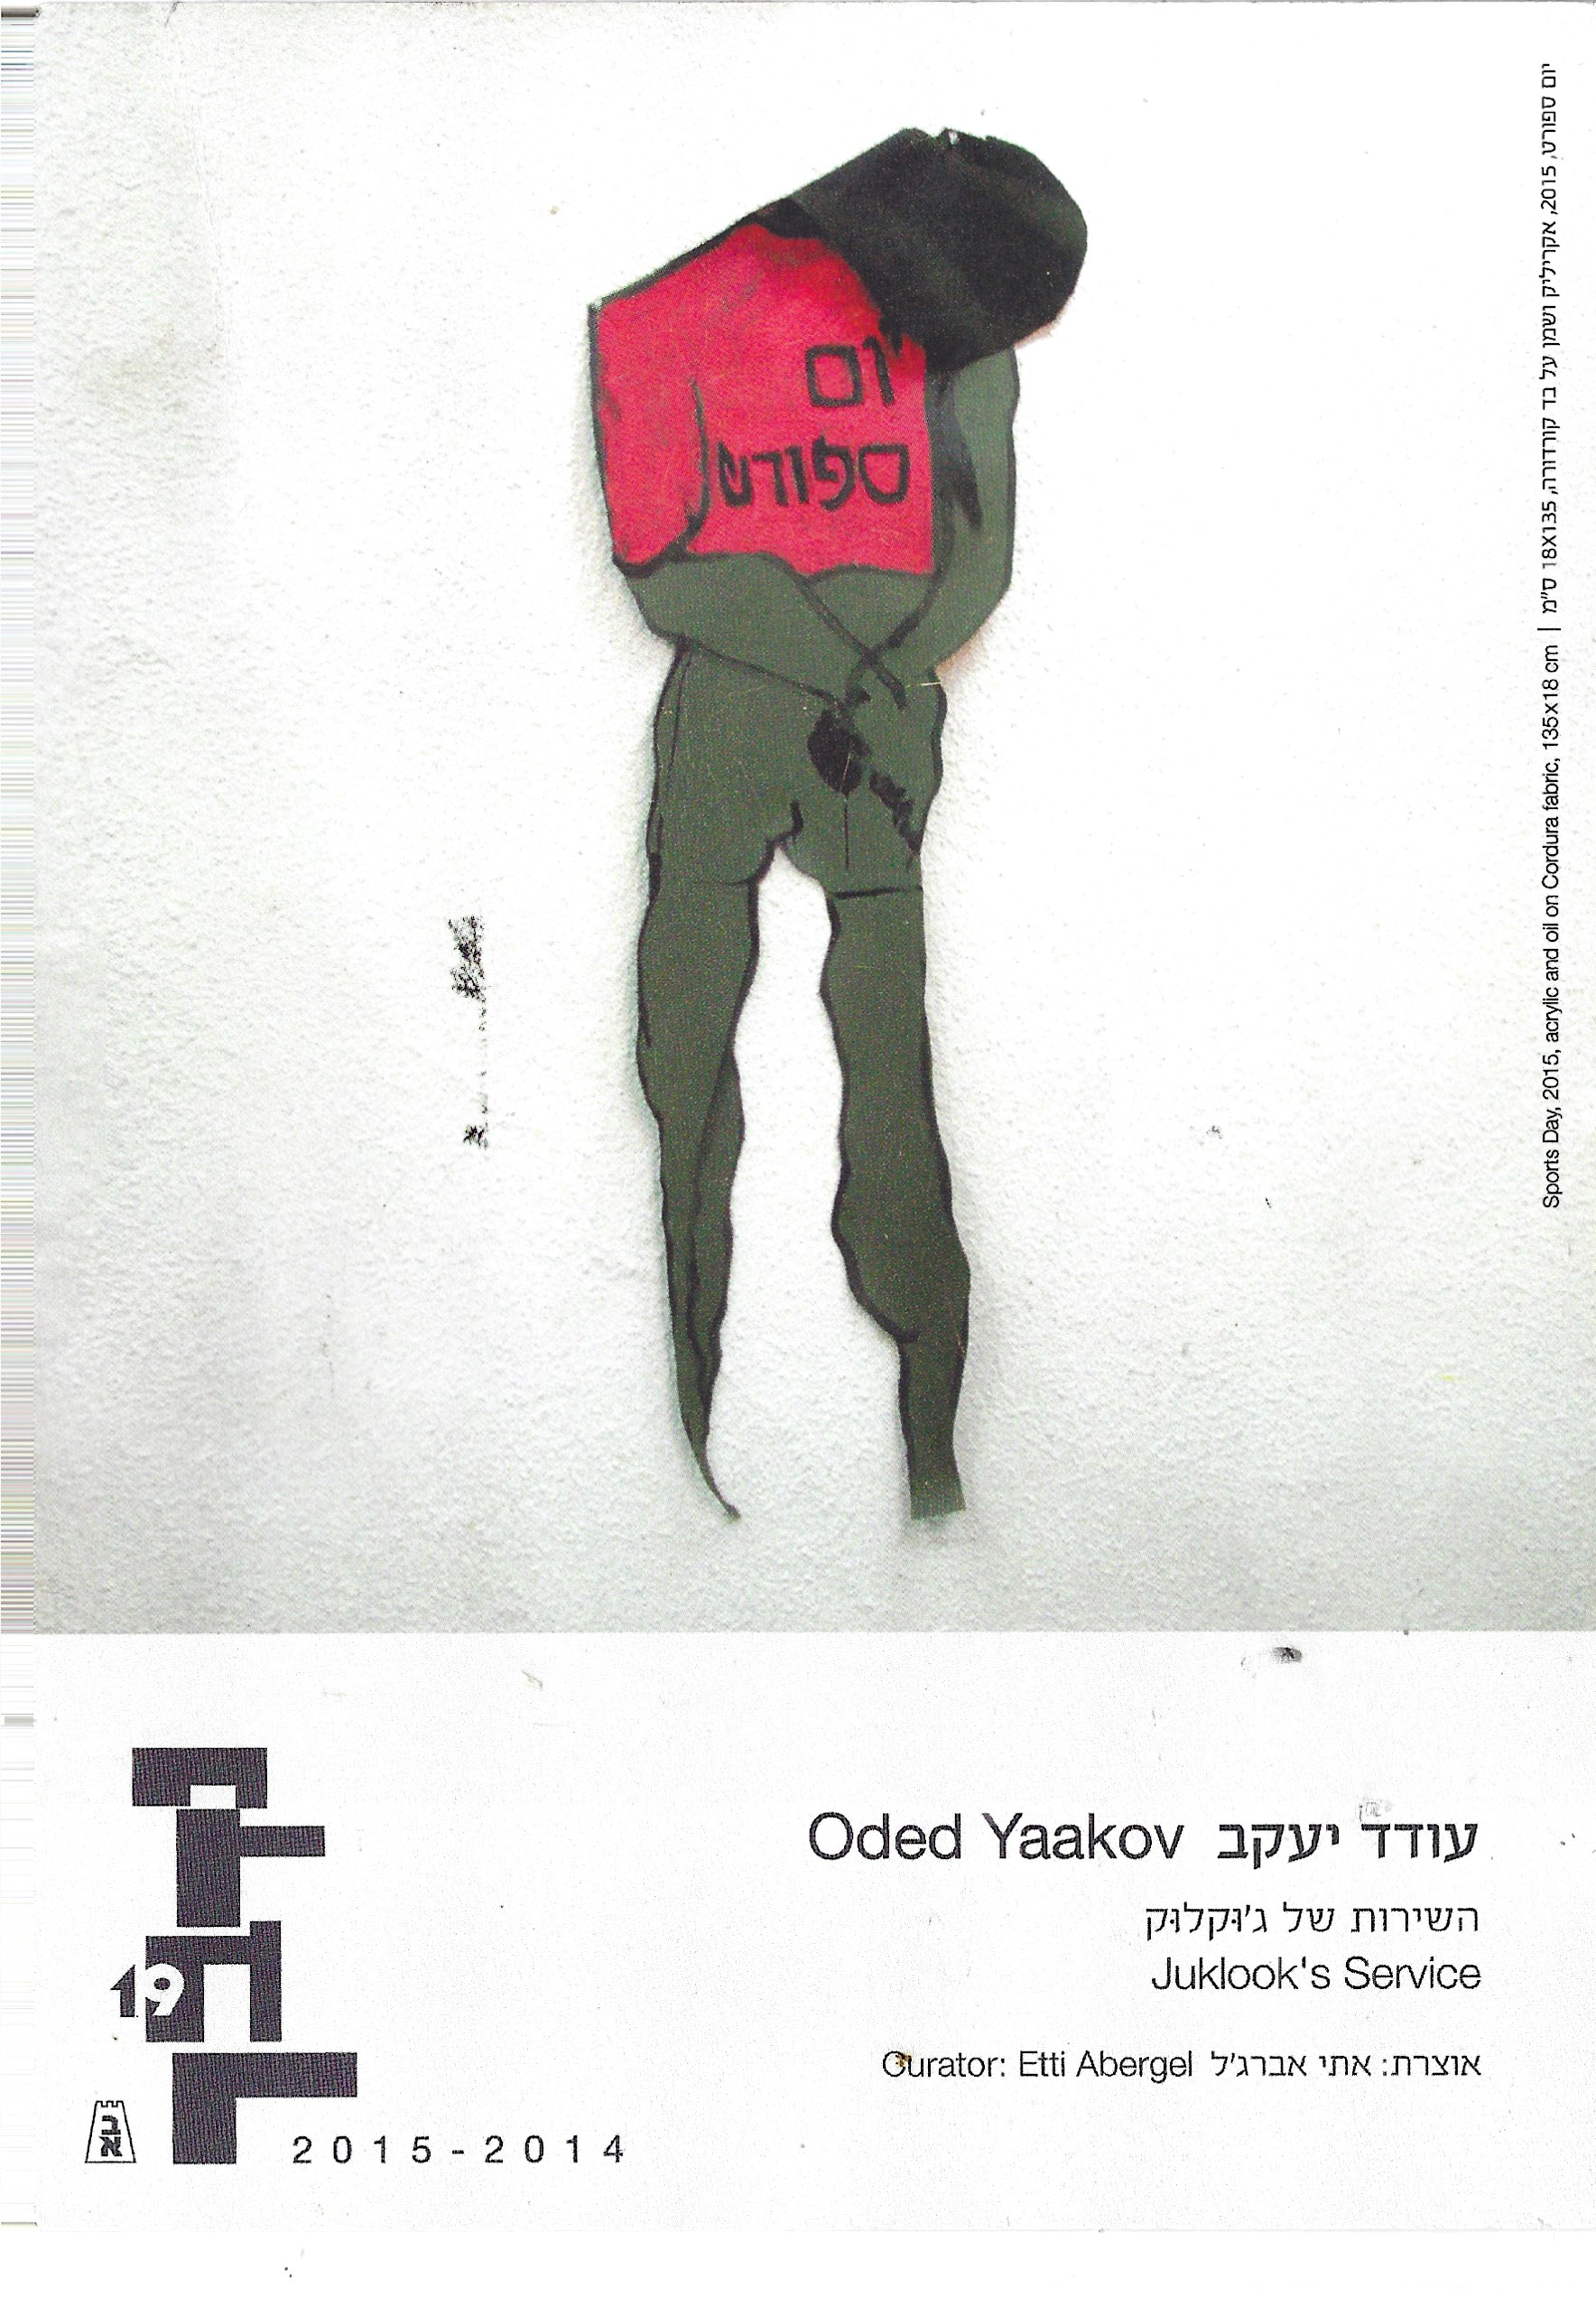 יום
ספורט
יום ספורט, 2015, אקריליק ושמן על בד קורדורה, 18X135 ס״מ | Sports Day, 2015, acrylic and oil on Cordura fabric, 135x18 cm
Oded Yaakov עודד יעקב
השירות של ג׳וּקלוּק
Juklook's Service
Curator: Etti Abergel אוצרת: אתי אברג׳ל
19
בא
2015-2014